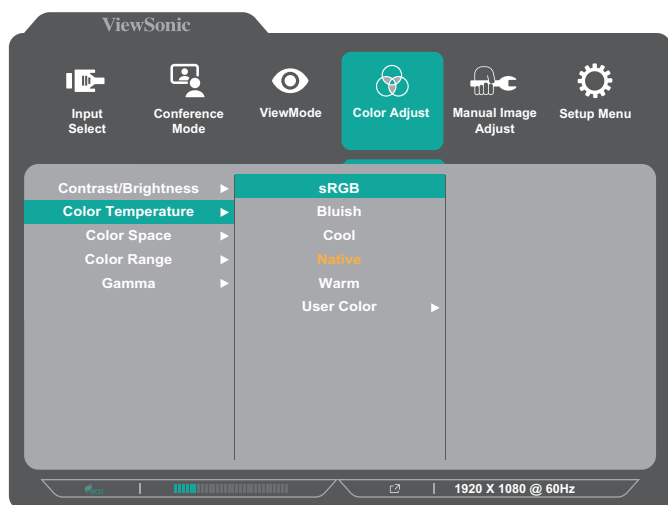 ViewSonic
Input
Select
Conference
Mode
ViewMode
Color Adjust
Manual Image
Adjust
Setup Menu
Contrast/Brightness
Color Temperature
Color Space
Color Range
Gamma
sRGB
Bluish
Cool
Native
Warm
User Color
eco
1920 X 1080 @ 60Hz